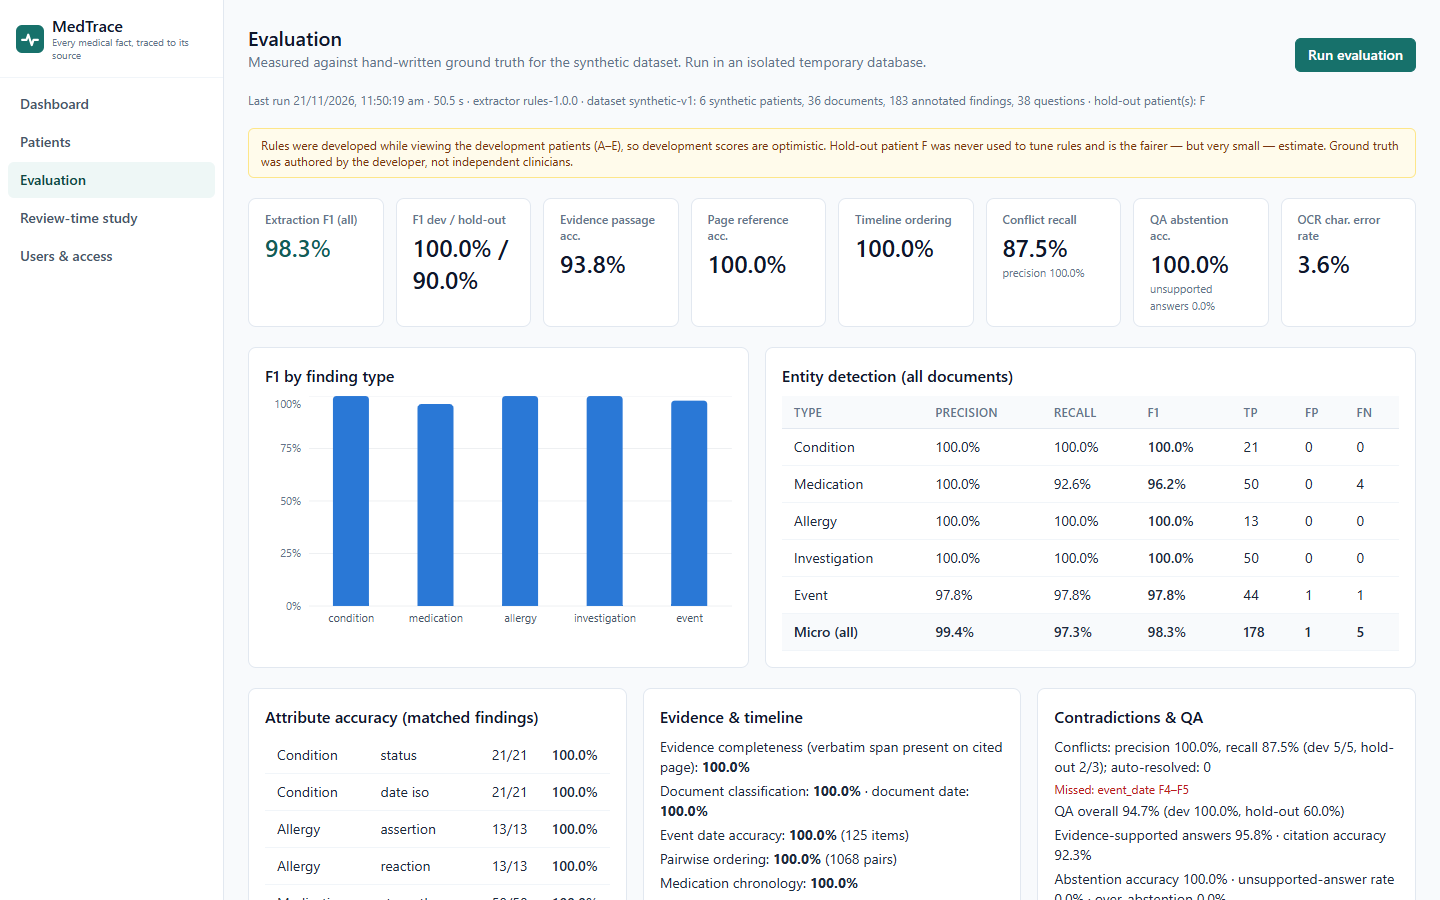 MedTrace
Every medical fact, traced to its
source
Dashboard
Patients
Evaluation
Review-time study
Users & access
Evaluation
Measured against hand-written ground truth for the synthetic dataset. Run in an isolated temporary database.
Run evaluation
Last run 21/11/2026, 11:50:19 am · 50.5 s · extractor rules-1.0.0 · dataset synthetic-v1: 6 synthetic patients, 36 documents, 183 annotated findings, 38 questions · hold-out patient(s): F
Rules were developed while viewing the development patients (A–E), so development scores are optimistic. Hold-out patient F was never used to tune rules and is the fairer — but very small — estimate. Ground truth
was authored by the developer, not independent clinicians.
Extraction F1 (all)
98.3%
F1 dev / hold-out
100.0% /
90.0%
Evidence passage
acc.
93.8%
Page reference
acc.
100.0%
Timeline ordering
100.0%
Conflict recall
87.5%
precision 100.0%
QA abstention
acc.
100.0%
unsupported
answers 0.0%
OCR char. error
rate
3.6%
F1 by finding type
100%
75%
50%
25%
0%
condition medication allergy investigation event
Entity detection (all documents)
TYPE PRECISION RECALL F1 TP FP FN
Condition 100.0% 100.0% 100.0% 21 0 0
Medication 100.0% 92.6% 96.2% 50 0 4
Allergy 100.0% 100.0% 100.0% 13 0 0
Investigation 100.0% 100.0% 100.0% 50 0 0
Event 97.8% 97.8% 97.8% 44 1 1
Micro (all) 99.4% 97.3% 98.3% 178 1 5
Attribute accuracy (matched findings)
Condition status 21/21 100.0%
Condition date iso 21/21 100.0%
Allergy assertion 13/13 100.0%
Allergy reaction 13/13 100.0%
Evidence & timeline
Evidence completeness (verbatim span present on cited
page): 100.0%
Document classification: 100.0% · document date:
100.0%
Event date accuracy: 100.0% (125 items)
Pairwise ordering: 100.0% (1068 pairs)
Medication chronology: 100.0%
Contradictions & QA
Conflicts: precision 100.0%, recall 87.5% (dev 5/5, hold-
out 2/3); auto-resolved: 0
Missed: event_date F4–F5
QA overall 94.7% (dev 100.0%, hold-out 60.0%)
Evidence-supported answers 95.8% · citation accuracy
92.3%
Abstention accuracy 100.0% · unsupported-answer rate
0.0% · over-abstention 0.0%